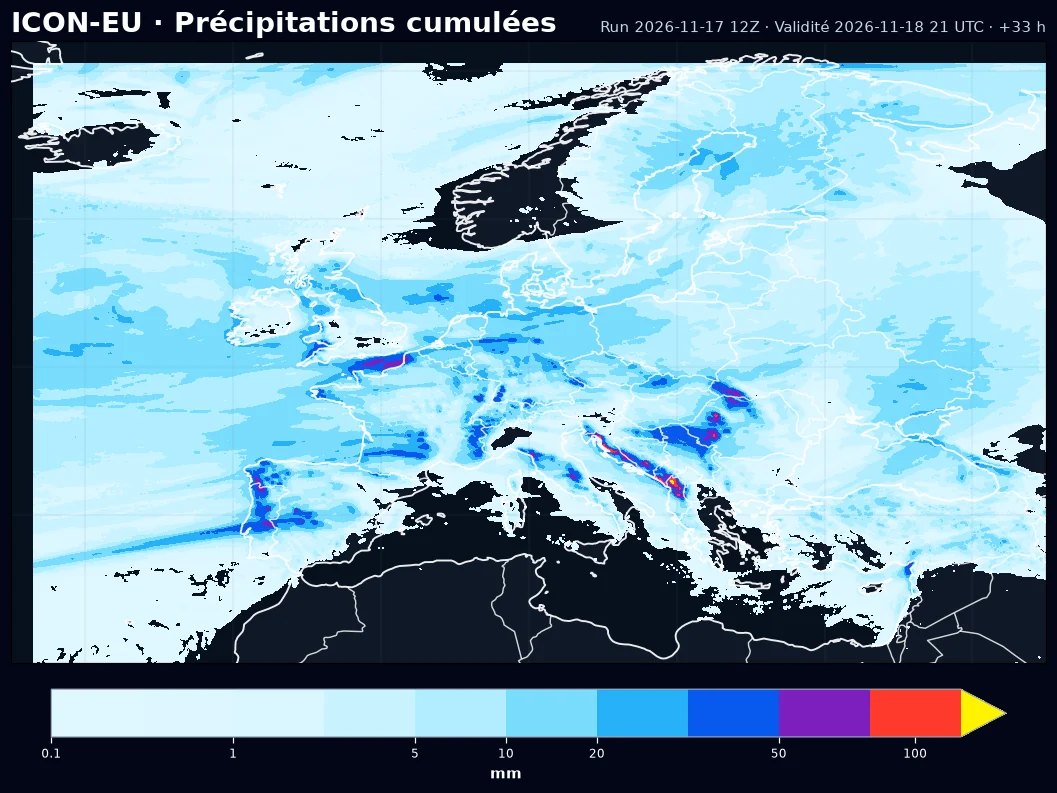 ICON-EU · Précipitations cumulées
Run 2026-11-17 12Z · Validité 2026-11-18 21 UTC · +33 h
0.1 1 5 10 20 50 100
mm